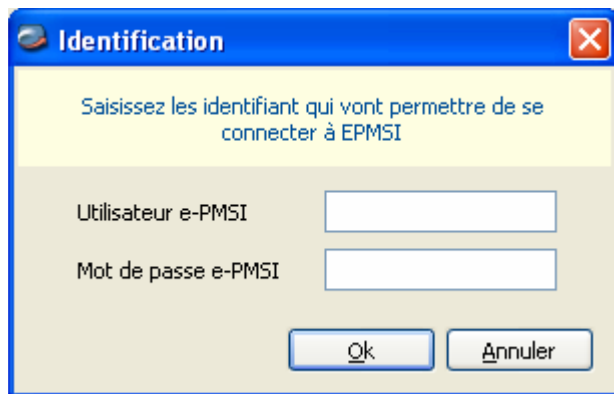 Identification
Saisissez les identifiant qui vont permettre de se
connecter à EPMSI
Utilisateur e-PMSI
Mot de passe e-PMSI
Ok
Annuler